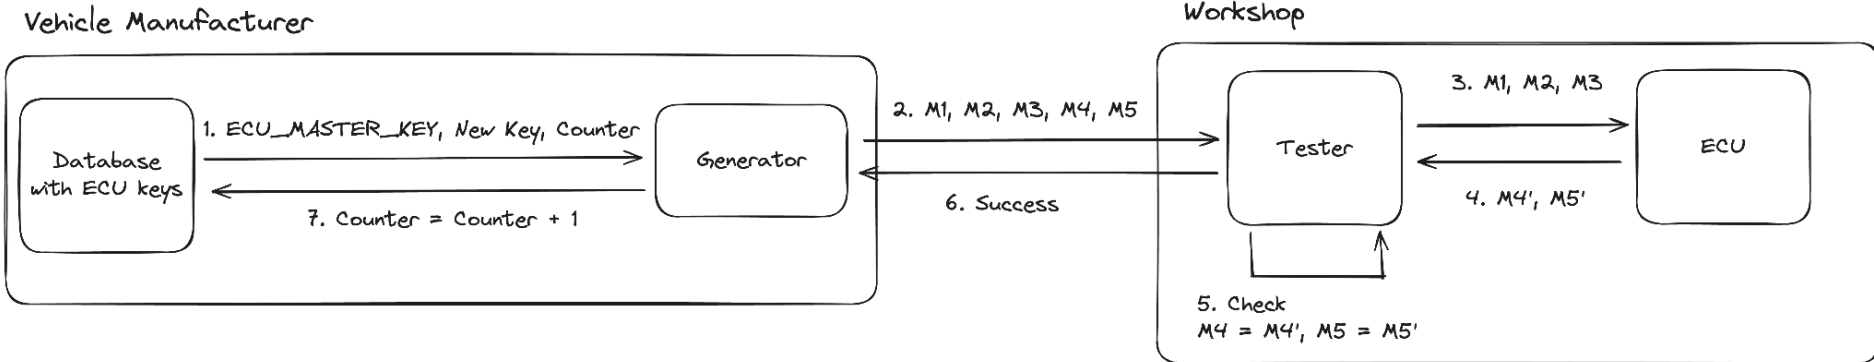 Vehicle Manufacturer
Database
with ECU keys
1. ECU_MASTER_KEY, New Key, Counter
7. Counter = Counter + 1
Generator
2. M1, M2, M3, M4, M5
6. Success
Workshop
Tester
3. M1, M2, M3
4. M4', M5'
ECU
5. Check
M4 = M4', M5 = M5'